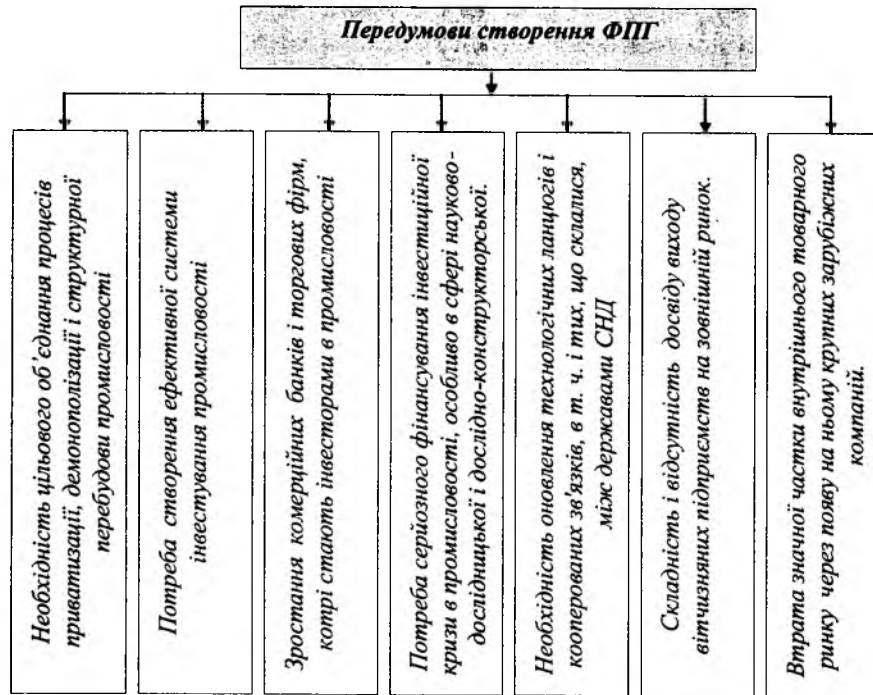 Передумови створення ФПГ
Необхідність цільового об’єднання процесів
приватизації, демонополізації і структурної
перебудови промисловості
Потреба створення ефективної системи
інвестування промисловості
Зростання комерційних банків і торгових фірм,
котрі стають інвесторами в промисловості
Потреба серйозного фінансування інвестиційної
кризи в промисловості, особливо в сфері науково-
дослідницької і дослідно-конструкторської.
Необхідність оновлення технологічних ланцюгів і
кооперованих зв'язків, в т. ч. і тих, що склалися,
між державами СНД
Складність і відсутність досвіду виходу
вітчизняних підприємств на зовнішній ринок.
Втрата значної частки внутрішнього товарного
ринку через появу на ньому крупних зарубіжних
компаній.